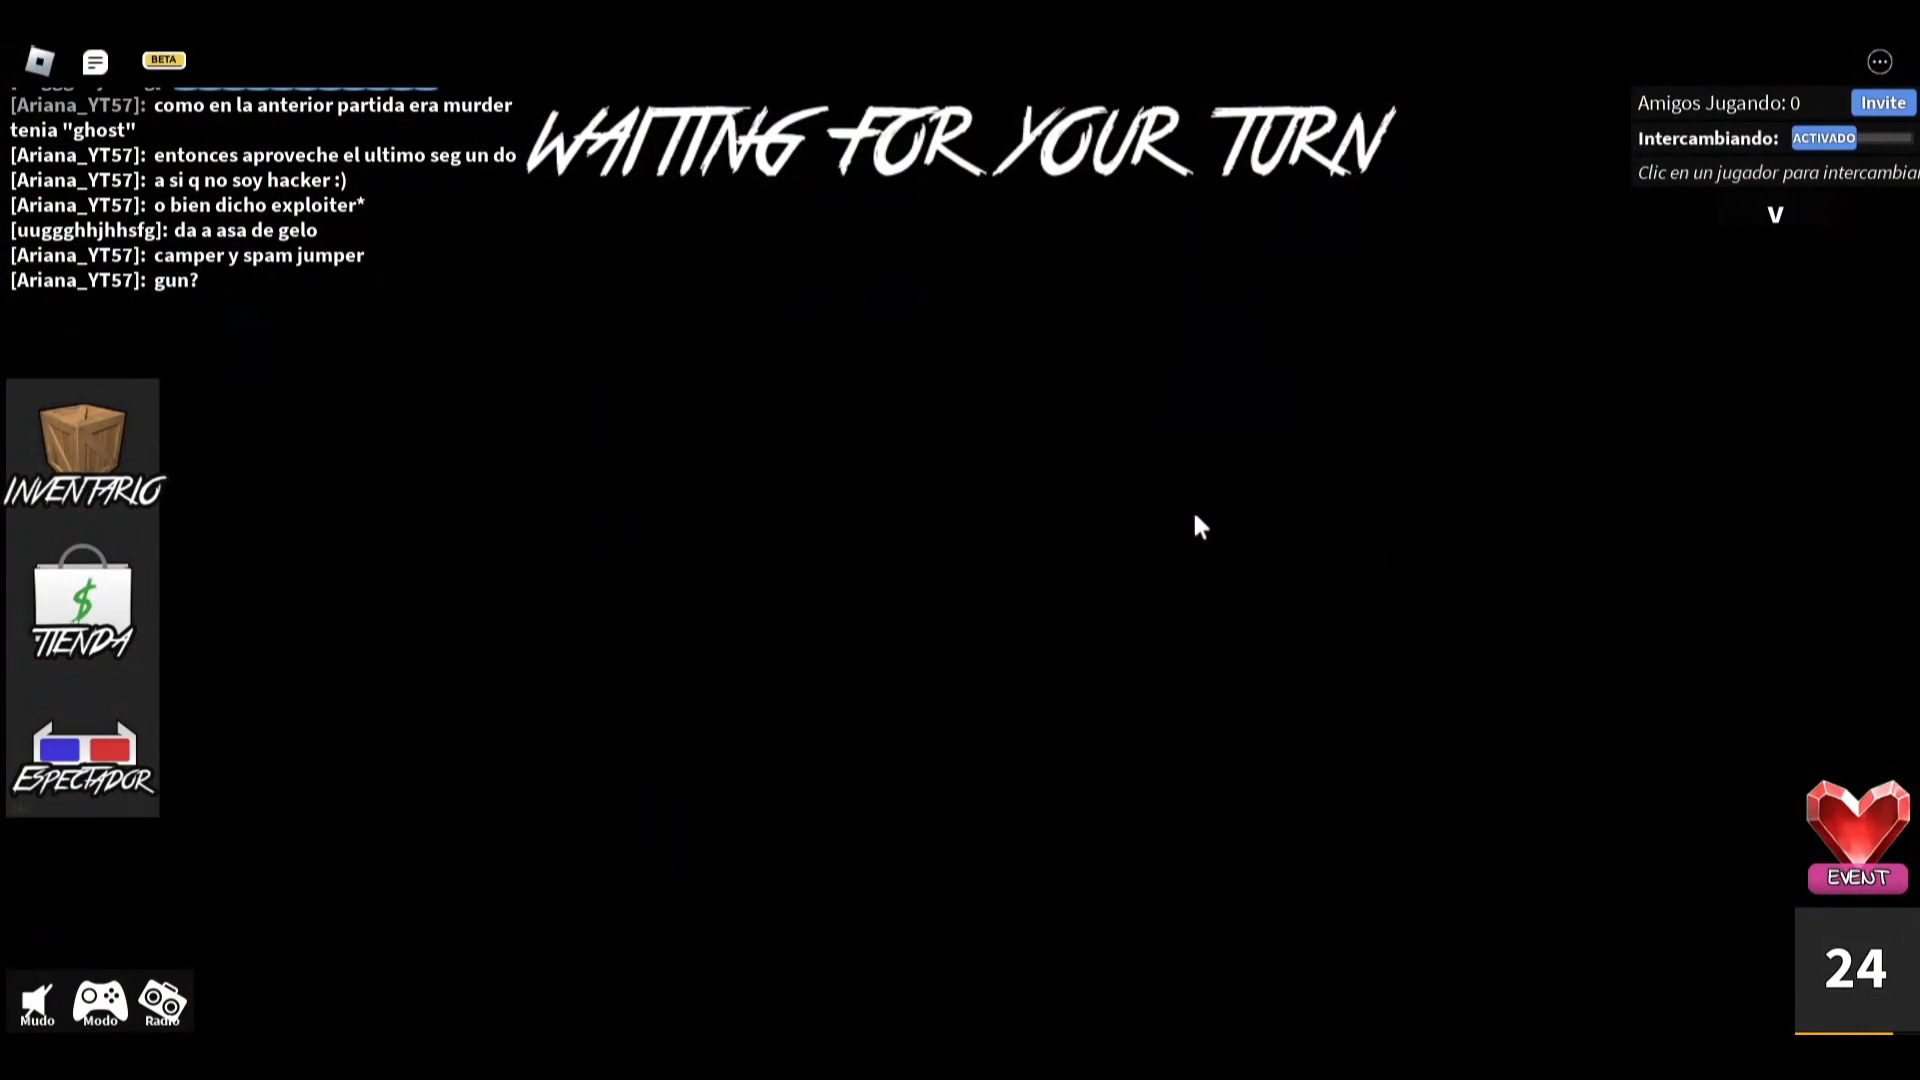 BETA
[Ariana_YT57]: como en la anterior partida era murder
tenia "ghost"
[Ariana_YT57]: entonces aproveche el ultimo seg un do
[Ariana_YT57]: a si q no soy hacker :)
[Ariana_YT57]: o bien dicho exploiter*
[uuggghhjhhsfg]: da a asa de gelo
[Ariana_YT57]: camper y spam jumper
[Ariana_YT57]: gun?
WAITING FOR YOUR TURN
Amigos Jugando: 0
Invite
Intercambiando:
ACTIVADO
Clic en un jugador para intercambiar
v
INVENTARIO
$
TIENDA
ESPECTADOR
EVENT
24
Mudo
Modo
Radio